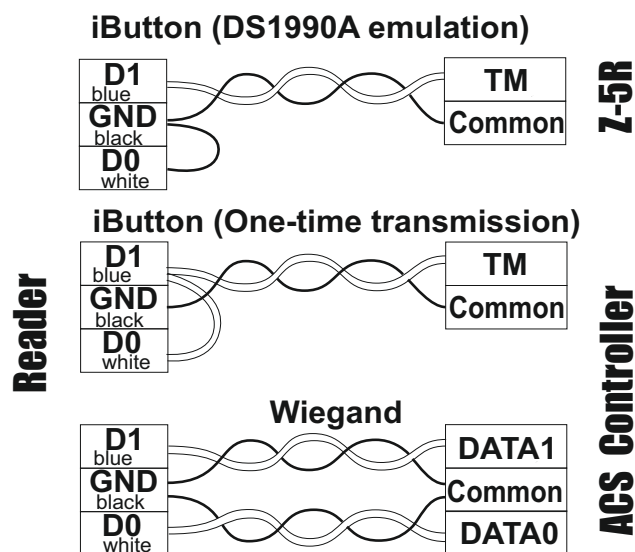 iButton (DS1990A emulation)
D1
blue
GND
black
D0
white
TM
Common
Z-5R
iButton (One-time transmission)
D1
blue
GND
black
D0
white
TM
Common
Reader
ACS Controller
Wiegand
D1
blue
GND
black
D0
white
DATA1
Common
DATA0